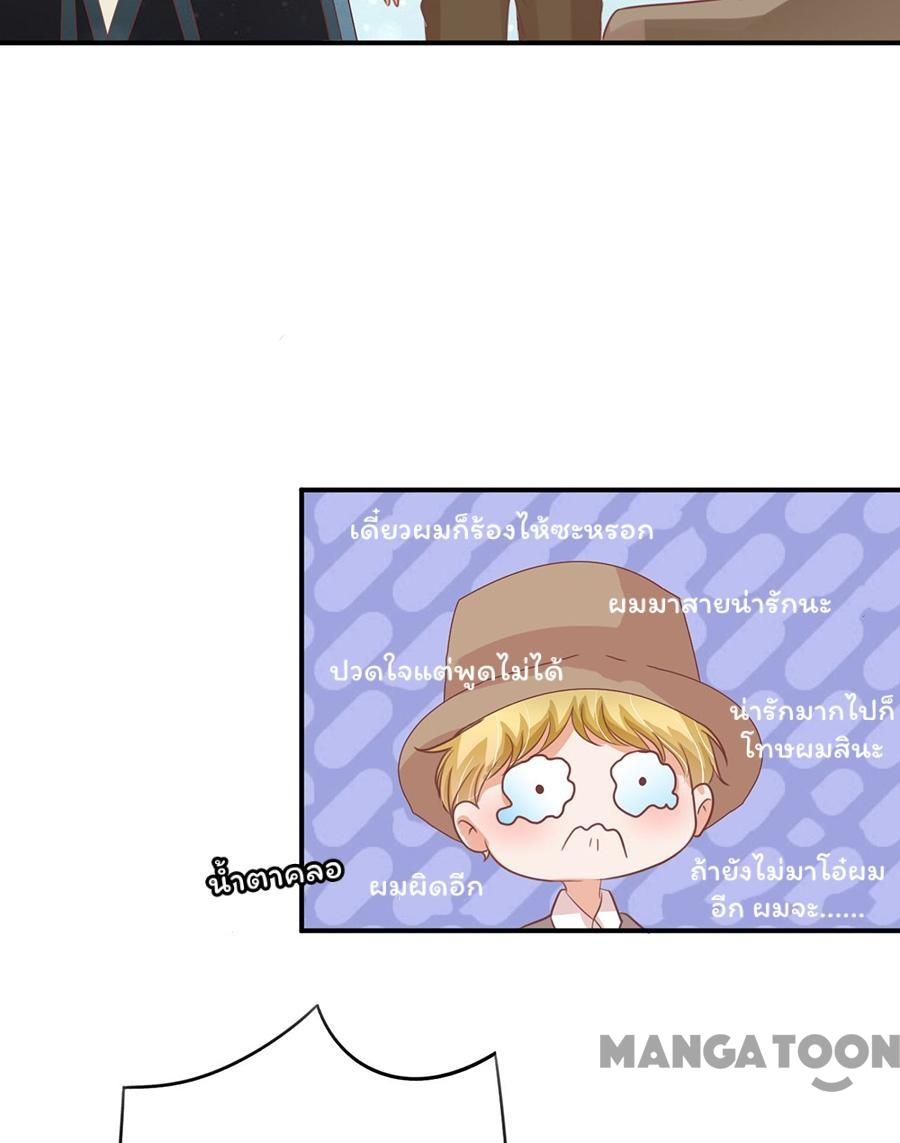 เดี๋ยวผมก็ร้องไห้ซะหรอก
ผมมาสายน่ารักนะ
ปวดใจแต่พูดไม่ได้
น่ารักมากไปก็
โทษผมสินะ
น้ำตาคลอ
ผมผิดอีก
ถ้ายังไม่มาโอ๋ผม
อีก ผมจะ......
MANGATOON